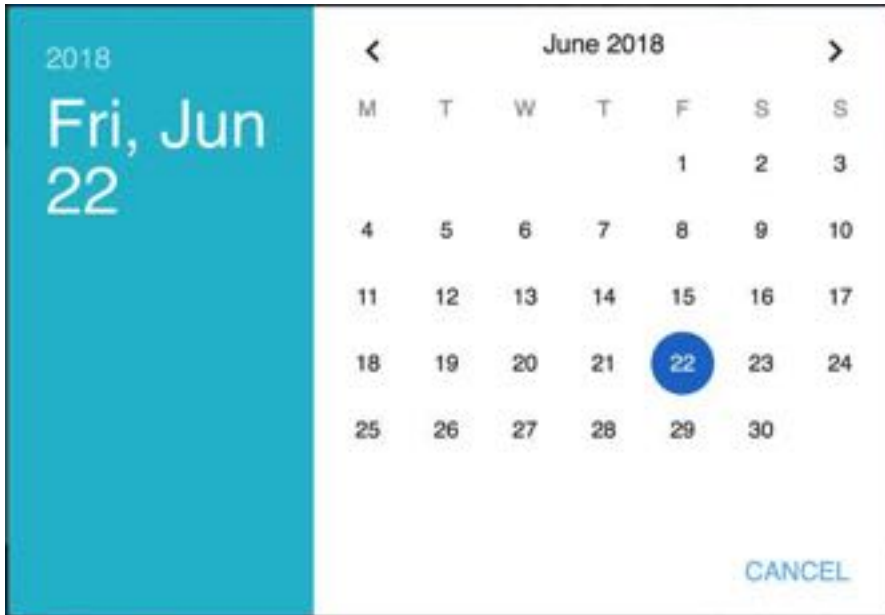 2018
Fri, Jun
22
June 2018
M T W T F S S
1 2 3
4 5 6 7 8 9 10
11 12 13 14 15 16 17
18 19 20 21 22 23 24
25 26 27 28 29 30
CANCEL